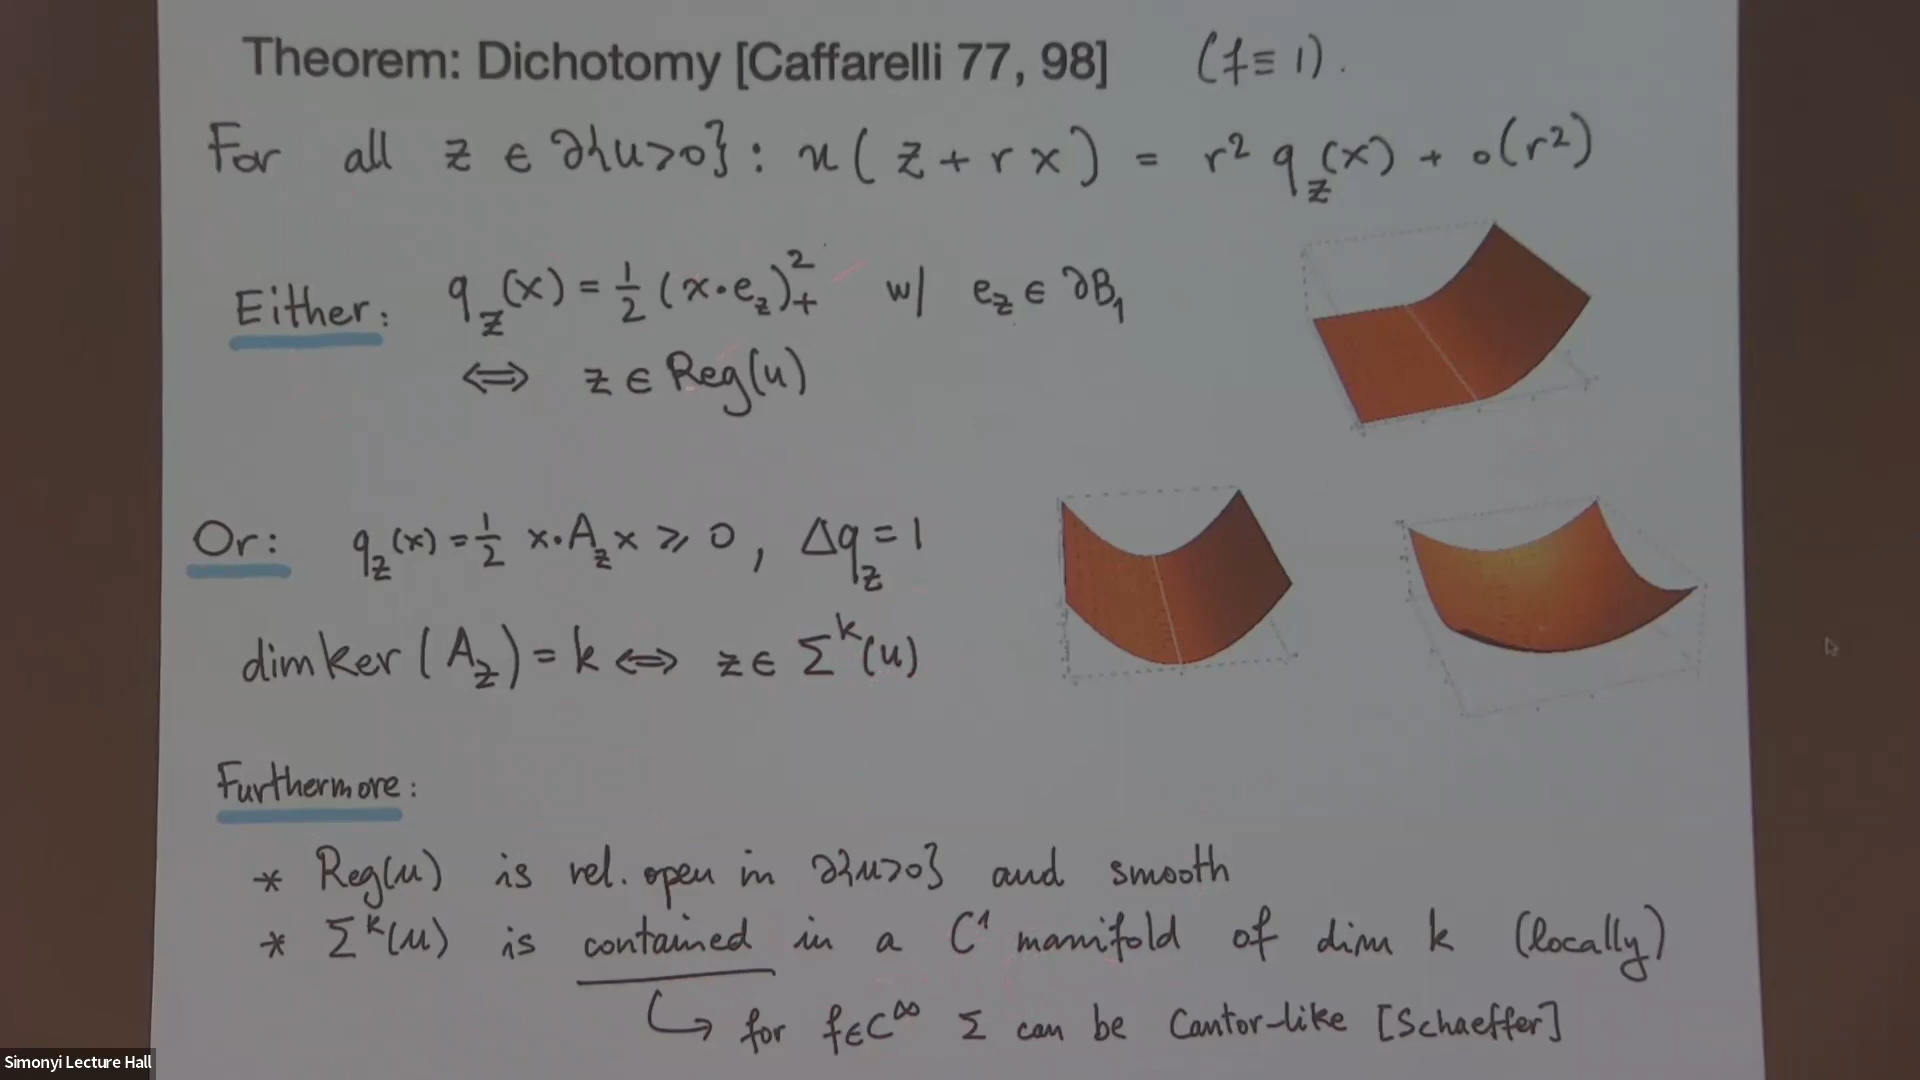 Theorem: Dichotomy [Caffarelli 77, 98] (f ≡ 1).
For all z ∈ ∂{u>0}: u(z + r x) = r² q_z(x) + o(r²)
Either: q_z(x) = 1/2 (x·e_z)₊² w/ e_z ∈ ∂B₁
⟺ z ∈ Reg(u)
Or: q_z(x) = 1/2 x·A_z x ⩾ 0, Δq_z = 1
dim ker (A_z) = k ⟺ z ∈ Σᵏ(u)
Furthermore:
* Reg(u) is rel. open in ∂{u>0} and smooth
* Σᵏ(u) is contained in a C¹ manifold of dim k (locally)
↪ for f∈C^∞ Σ can be Cantor-like [Schaeffer]
Simonyi Lecture Hall